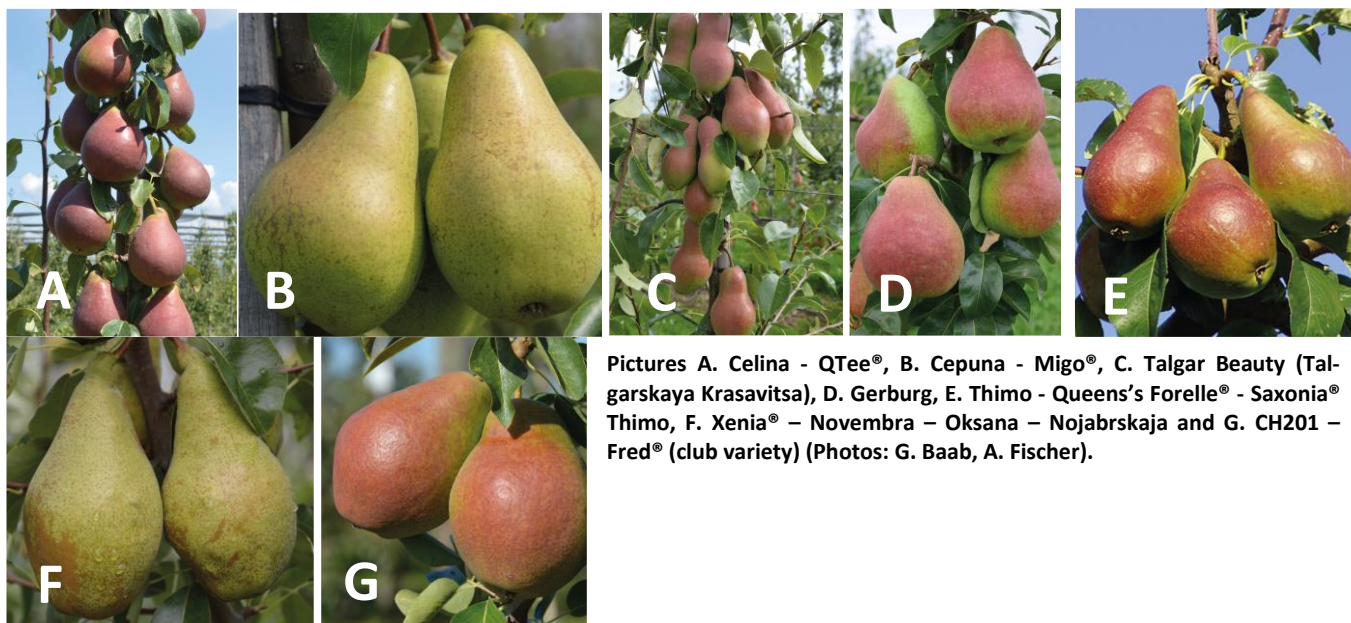 A
B
C
D
E
F
G
Pictures A. Celina - QTee®, B. Cepuna - Migo®, C. Talgar Beauty (Tal-
garskaya Krasavitsa), D. Gerburg, E. Thimo - Queens's Forelle® - Saxonia®
Thimo, F. Xenia® – Novembra – Oksana – Nojabrskaja and G. CH201 –
Fred® (club variety) (Photos: G. Baab, A. Fischer).